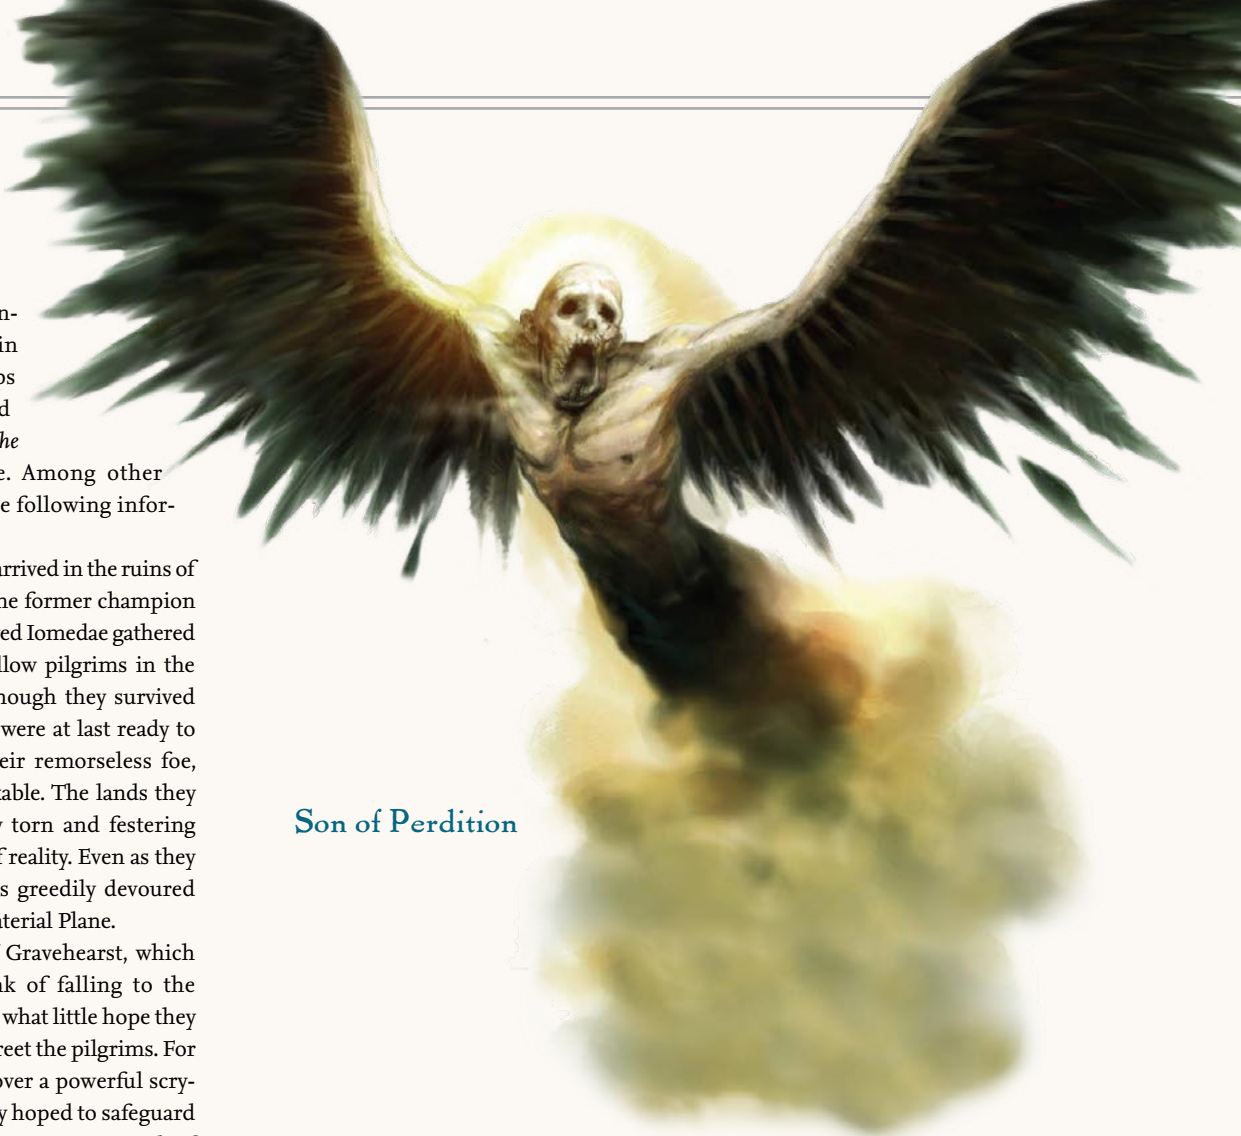 n-
in
os
d
he
e. Among other
e following infor-
arrived in the ruins of
he former champion
ed Iomedae gathered
llow pilgrims in the
hough they survived
were at last ready to
eir remorseless foe,
able. The lands they
y torn and festering
f reality. Even as they
s greedily devoured
aterial Plane.
Gravehearst, which
nk of falling to the
what little hope they
reet the pilgrims. For
over a powerful scry-
y hoped to safeguard
Son of Perdition